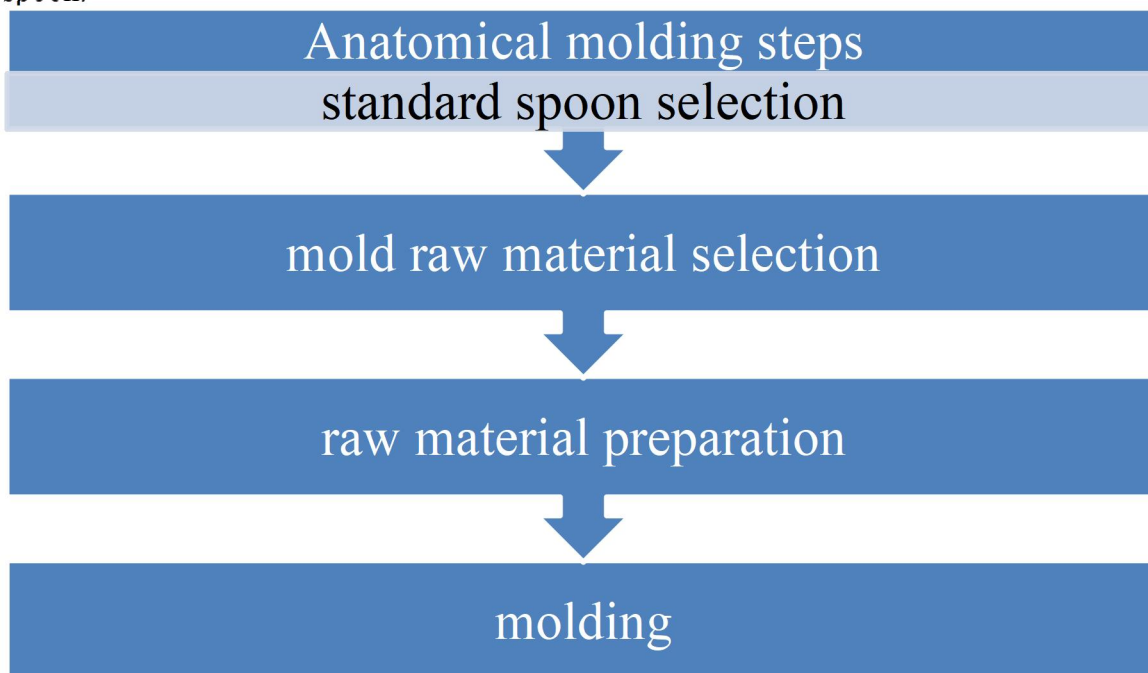 Anatomical molding steps
standard spoon selection
mold raw material selection
raw material preparation
molding